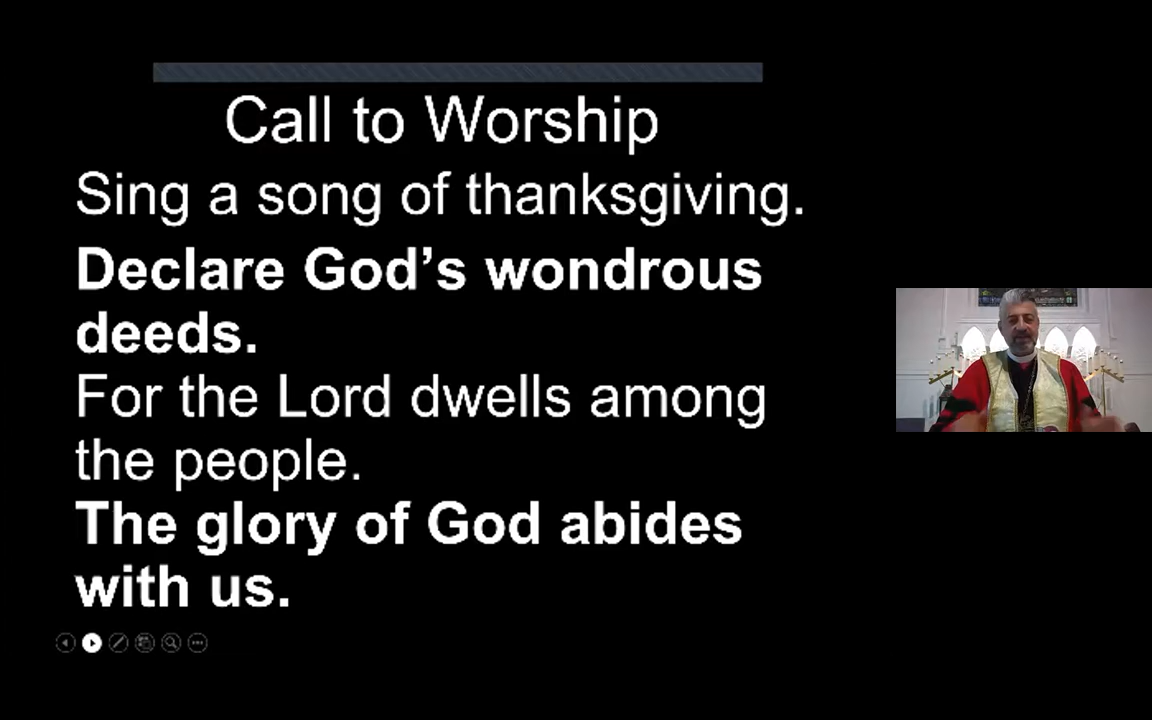 Call to Worship
Sing a song of thanksgiving.
Declare God’s wondrous
deeds.
For the Lord dwells among
the people.
The glory of God abides
with us.